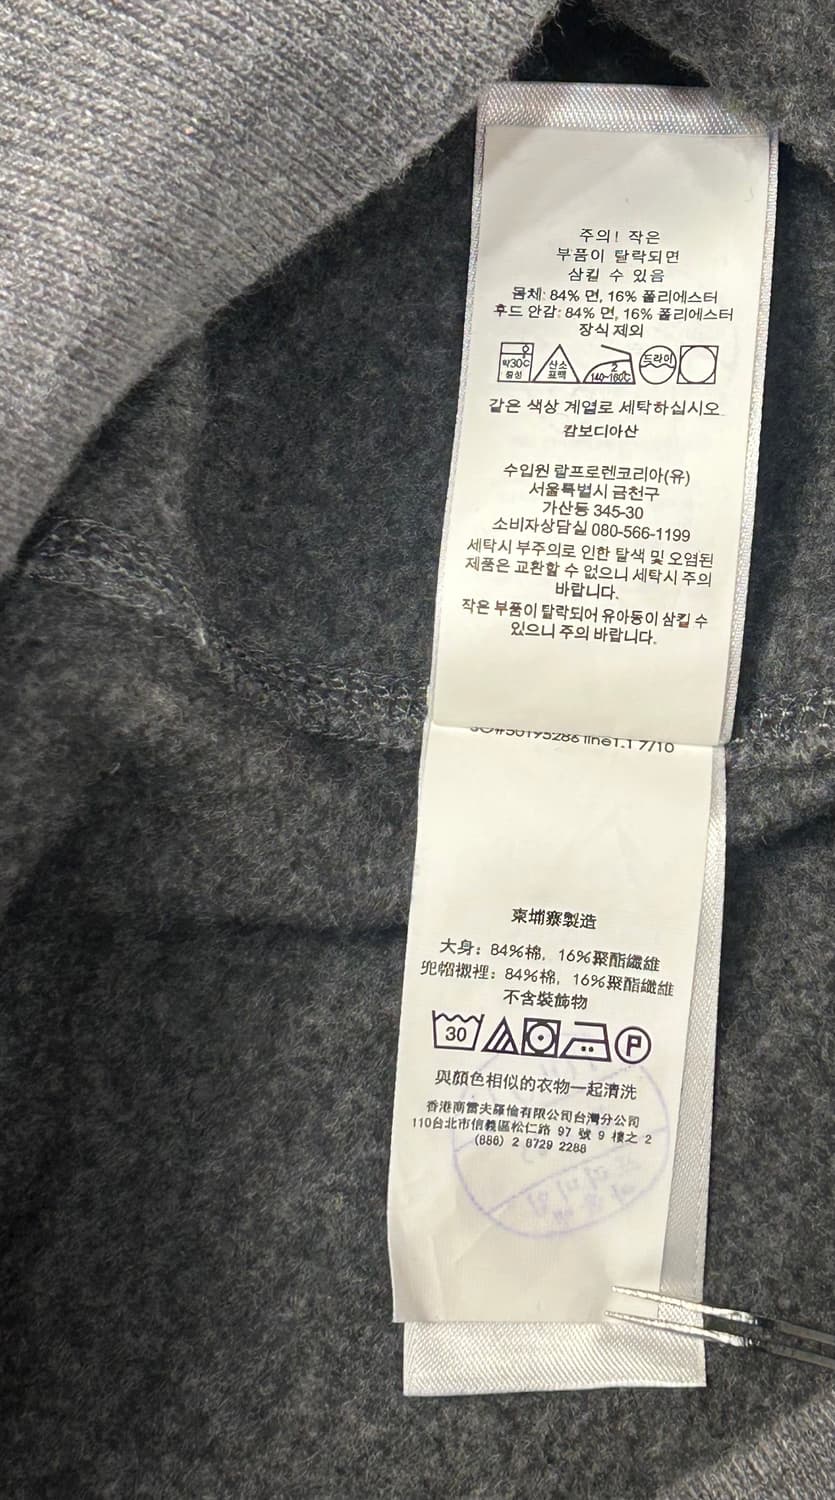 주의! 작은
부품이 탈락되면
삼킬 수 있음
몸체: 84% 면, 16% 폴리에스터
후드 안감: 84% 면, 16% 폴리에스터
장식 제외
약30℃ 중성 산소 표백 2 140~160℃ 드라이
같은 색상 계열로 세탁하십시오.
캄보디아산
수입원 랄프로렌코리아(유)
서울특별시 금천구
가산동 345-30
소비자상담실 080-566-1199
세탁시 부주의로 인한 탈색 및 오염된
제품은 교환할 수 없으니 세탁시 주의
바랍니다.
작은 부품이 탈락되어 유아동이 삼킬 수
있으니 주의 바랍니다.
SO#50195286 line1.1 7/10
柬埔寨製造
大身: 84%棉, 16%聚酯纖維
兜帽襯裡: 84%棉, 16%聚酯纖維
不含裝飾物
30 P
與顏色相似的衣物一起清洗
香港商雷夫羅倫有限公司台灣分公司
110台北市信義區松仁路 97 號 9 樓之 2
(886) 2 8729 2288